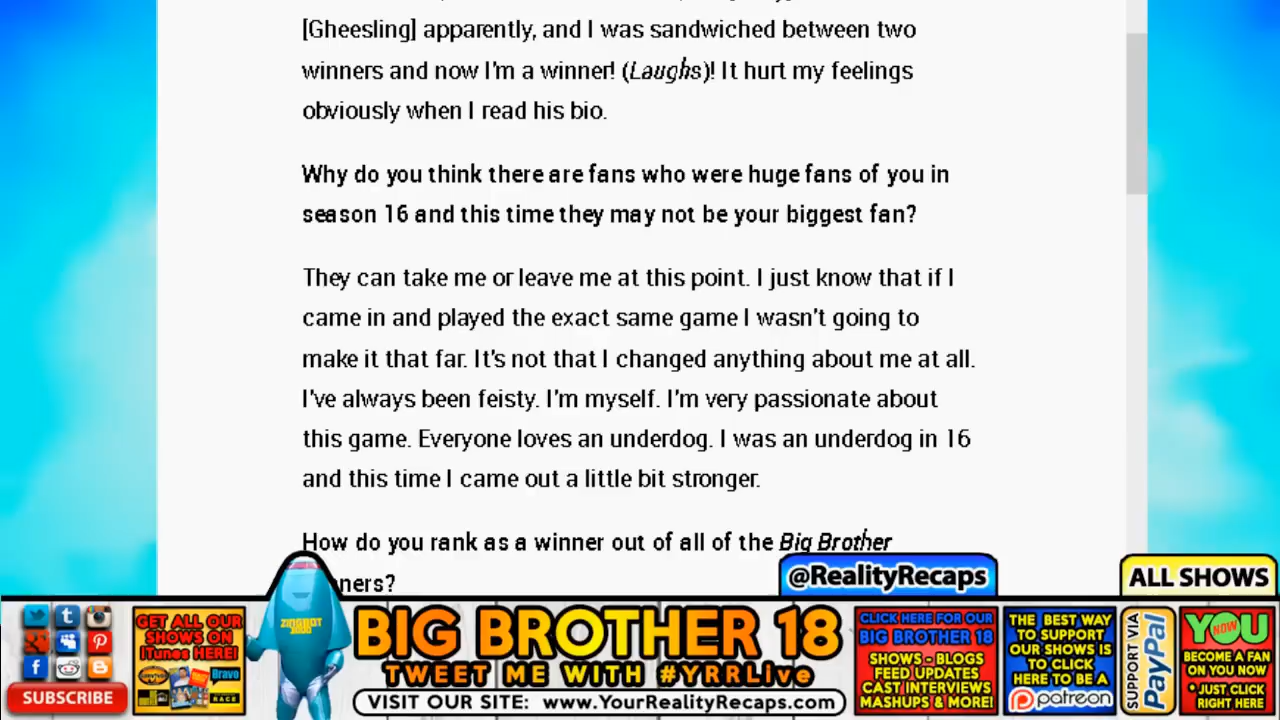 [Gheesling] apparently, and I was sandwiched between two
winners and now I'm a winner! (Laughs)! It hurt my feelings
obviously when I read his bio.
Why do you think there are fans who were huge fans of you in
season 16 and this time they may not be your biggest fan?
They can take me or leave me at this point. I just know that if I
came in and played the exact same game I wasn't going to
make it that far. It's not that I changed anything about me at all.
I've always been feisty. I'm myself. I'm very passionate about
this game. Everyone loves an underdog. I was an underdog in 16
and this time I came out a little bit stronger.
How do you rank as a winner out of all of the Big Brother
ners?
@RealityRecaps
ALL SHOWS
GET ALL OUR
SHOWS ON
iTunes HERE!
SURVIVOR
Bravo
RACE
SUBSCRIBE
ZINGBOT
3000
BIG BROTHER 18
TWEET ME WITH #YRRLive
VISIT OUR SITE: www.YourRealityRecaps.com
CLICK HERE FOR OUR
BIG BROTHER 18
SHOWS - BLOGS
FEED UPDATES
CAST INTERVIEWS
MASHUPS & MORE!
THE BEST WAY
TO SUPPORT
OUR SHOWS IS
TO CLICK
HERE TO BE A
patreon
SUPPORT VIA
PayPal
YOU
NOW
BECOME A FAN
ON YOU NOW
* JUST CLICK
RIGHT HERE